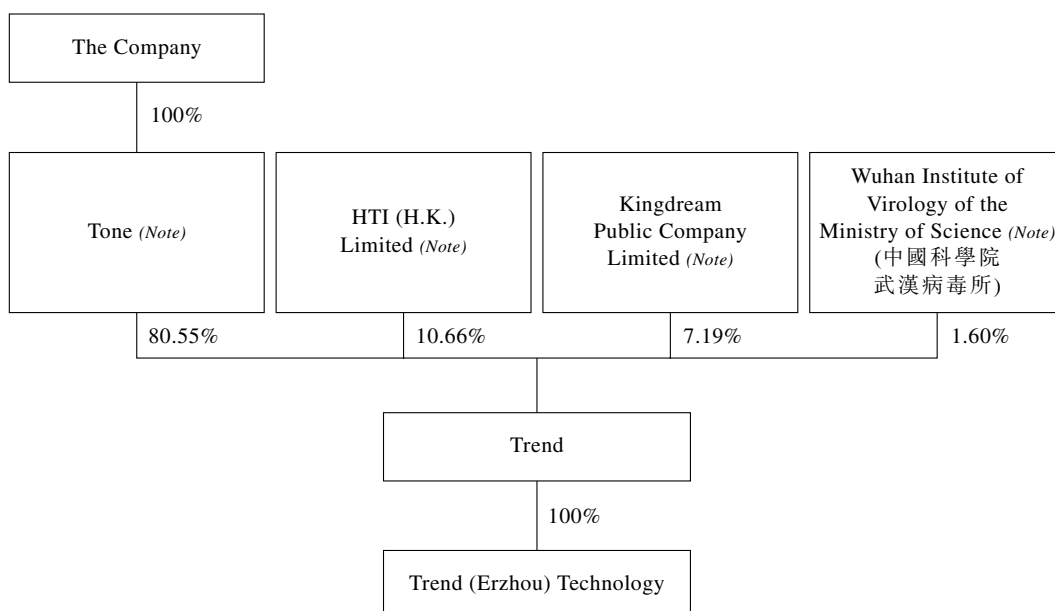 The Company
100%
Tone (Note)
HTI (H.K.)
Limited (Note)
Kingdream
Public Company
Limited (Note)
Wuhan Institute of
Virology of the
Ministry of Science (Note)
(中國科學院
武漢病毒所)
80.55%
10.66%
7.19%
1.60%
Trend
100%
Trend (Erzhou) Technology